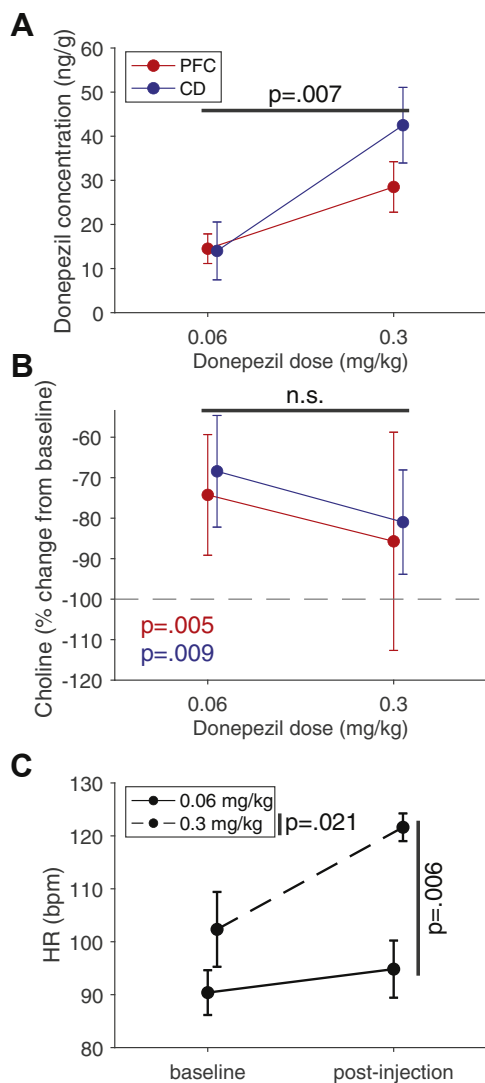 A
Donepezil concentration (ng/g)
60
50
40
30
20
10
0
PFC
CD
p=.007
0.06
0.3
Donepezil dose (mg/kg)
B
Choline (% change from baseline)
-60
-70
-80
-90
-100
-110
-120
n.s.
p=.005
p=.009
0.06
0.3
Donepezil dose (mg/kg)
C
HR (bpm)
130
120
110
100
90
80
0.06 mg/kg
0.3 mg/kg
p=.021
p=.006
baseline
post-injection